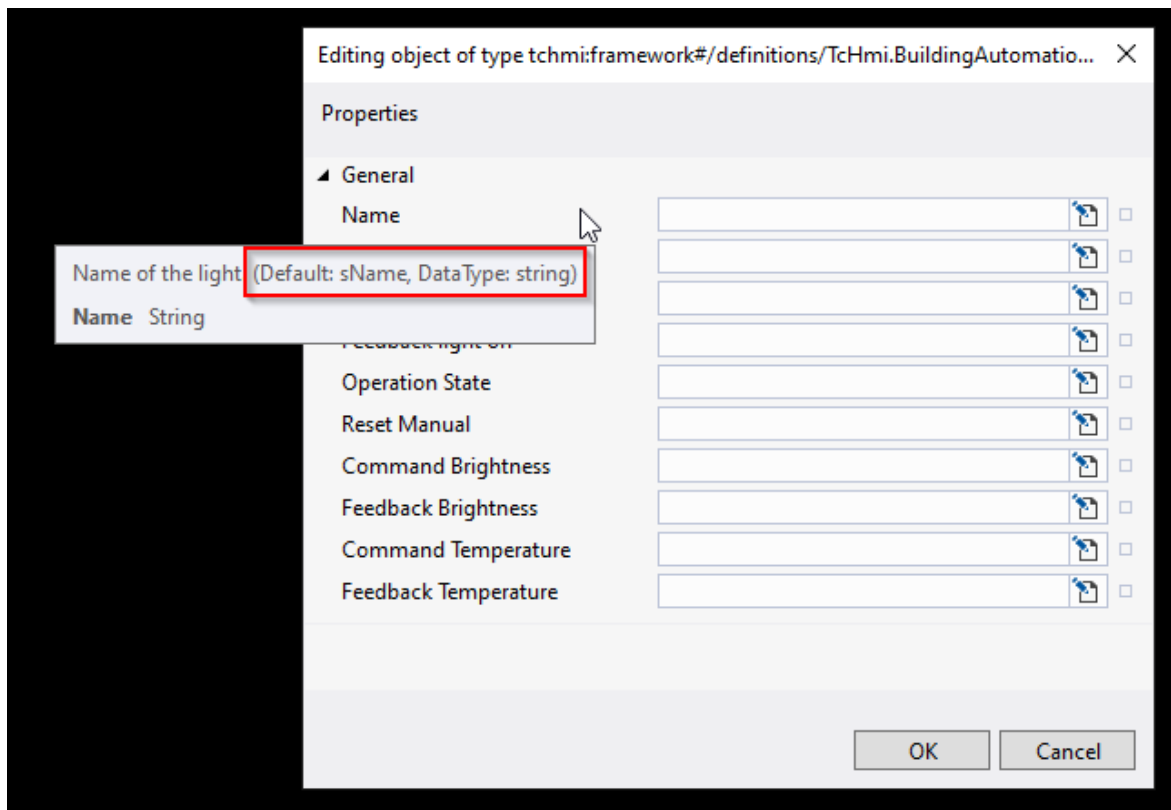 Editing object of type tchmi:framework#/definitions/TcHmi.BuildingAutomatio...
Properties
General
Name
Name of the light (Default: sName, DataType: string)
Name String
Operation State
Reset Manual
Command Brightness
Feedback Brightness
Command Temperature
Feedback Temperature
OK Cancel